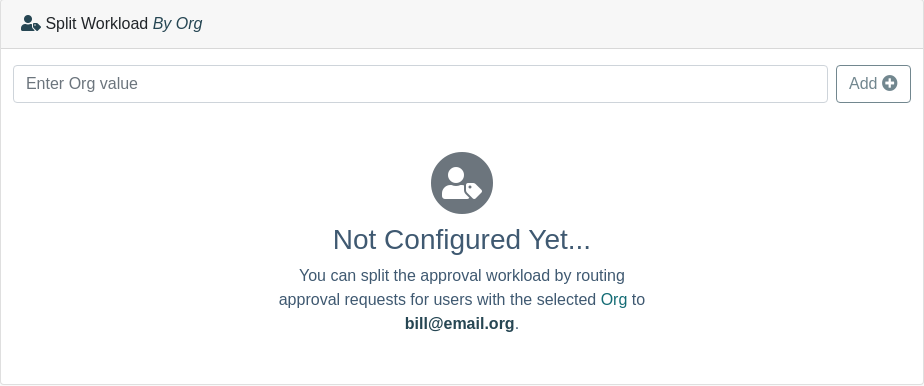 Split Workload By Org
Enter Org value
Add
Not Configured Yet...
You can split the approval workload by routing
approval requests for users with the selected Org to
bill@email.org.